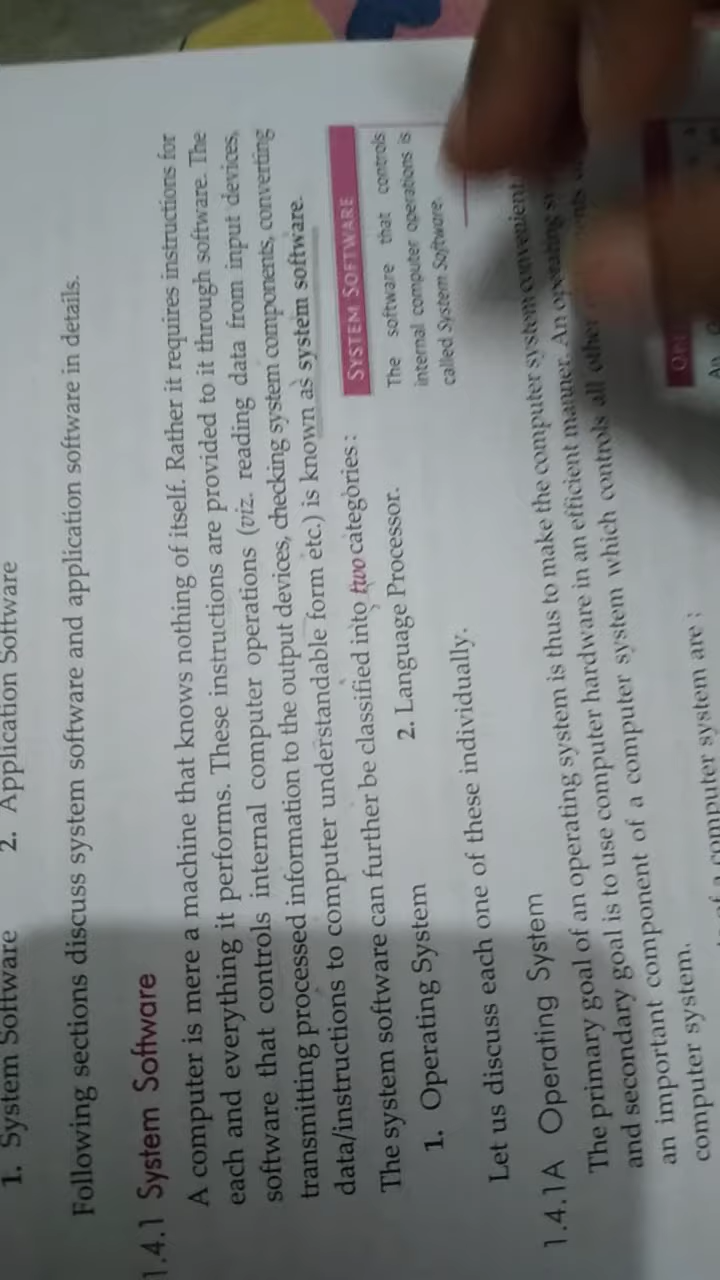 1. System Software 2. Application Software
Following sections discuss system software and application software in details.
1.4.1 System Software
A computer is mere a machine that knows nothing of itself. Rather it requires instructions for
each and everything it performs. These instructions are provided to it through software. The
software that controls internal computer operations (viz. reading data from input devices,
transmitting processed information to the output devices, checking system components, converting
data/instructions to computer understandable form etc.) is known as system software.
The system software can further be classified into two categories :
1. Operating System 2. Language Processor.
SYSTEM SOFTWARE
The software that controls
internal computer operations is
called System Software.
Let us discuss each one of these individually.
1.4.1A Operating System
The primary goal of an operating system is thus to make the computer system convenient
and secondary goal is to use computer hardware in an efficient manner. An operating
an important component of a computer system which controls all other
computer system.
computer system are :
An